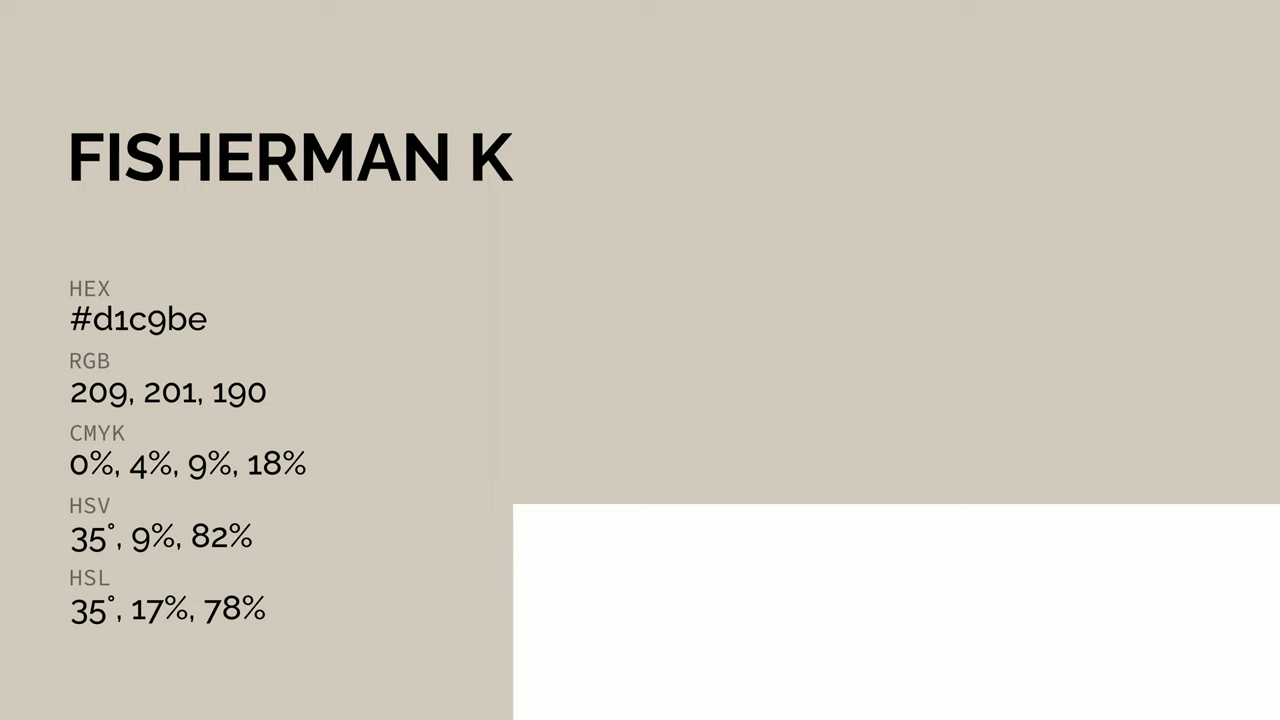 FISHERMAN K
HEX
#d1c9be
RGB
209, 201, 190
CMYK
0%, 4%, 9%, 18%
HSV
35°, 9%, 82%
HSL
35°, 17%, 78%